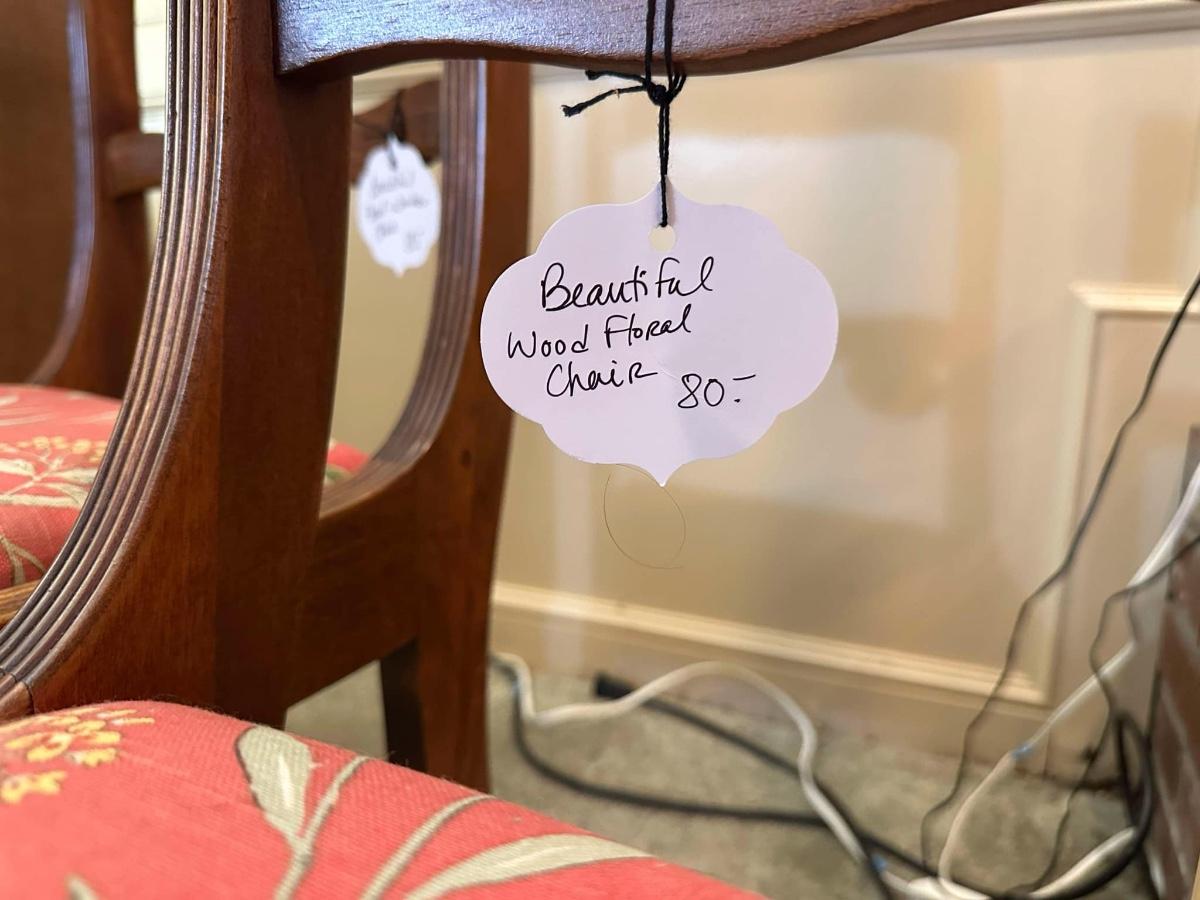 Beautiful
Wood Floral
Chair 80.-